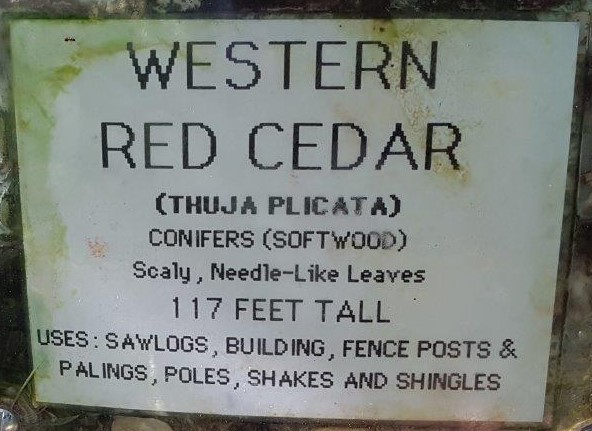 WESTERN
RED CEDAR
(THUJA PLICATA)
CONIFERS (SOFTWOOD)
Scaly, Needle-Like Leaves
117 FEET TALL
USES: SAWLOGS, BUILDING, FENCE POSTS &
PALINGS, POLES, SHAKES AND SHINGLES